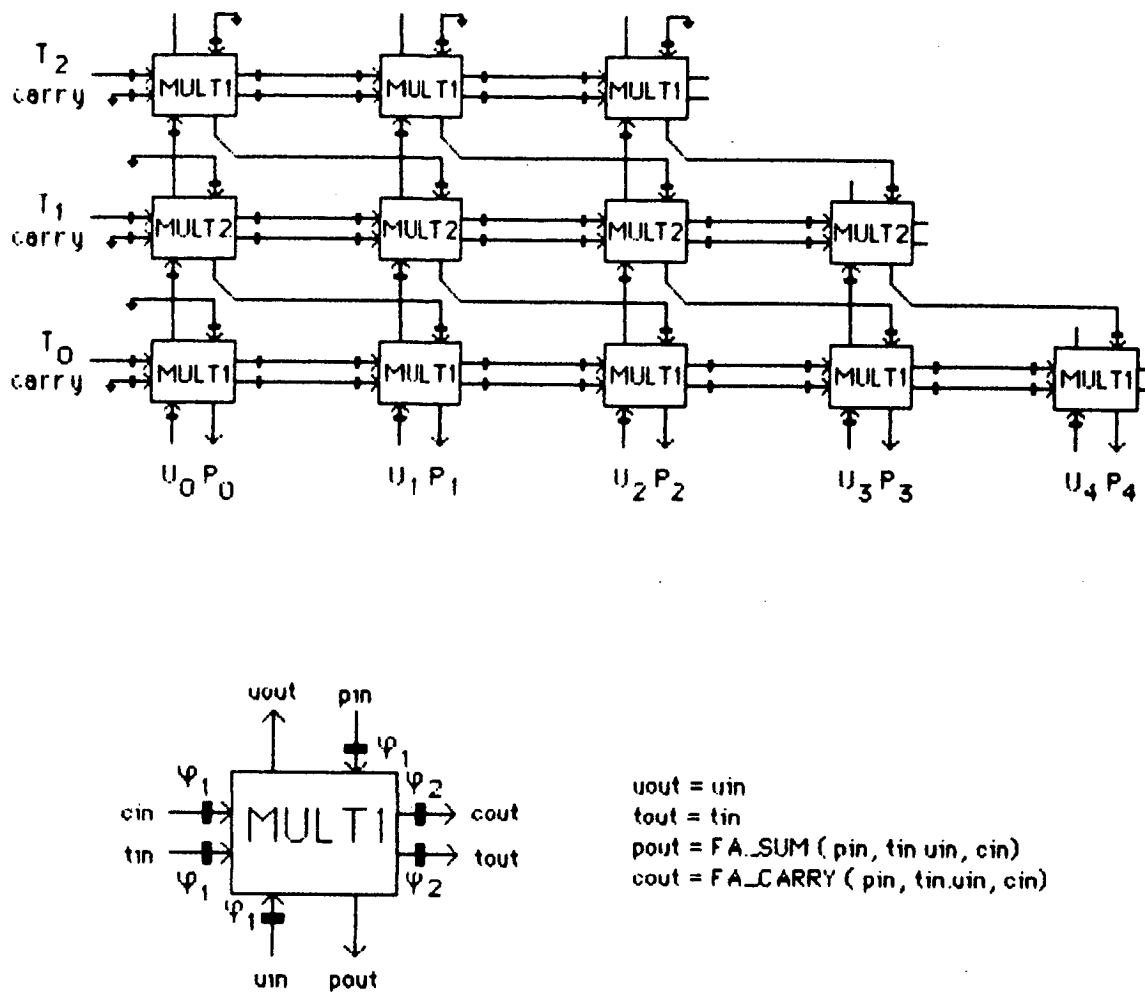 T2
carry
MULT1 MULT1 MULT1
T1
carry
MULT2 MULT2 MULT2 MULT2
T0
carry
MULT1 MULT1 MULT1 MULT1 MULT1
U0 P0 U1 P1 U2 P2 U3 P3 U4 P4
uout pin
φ1
φ1 φ2
cin MULT1 cout
tin tout
φ1 φ1 φ2
uin pout
uout = uin
tout = tin
pout = FA_SUM ( pin, tin uin, cin)
cout = FA_CARRY ( pin, tin.uin, cin)